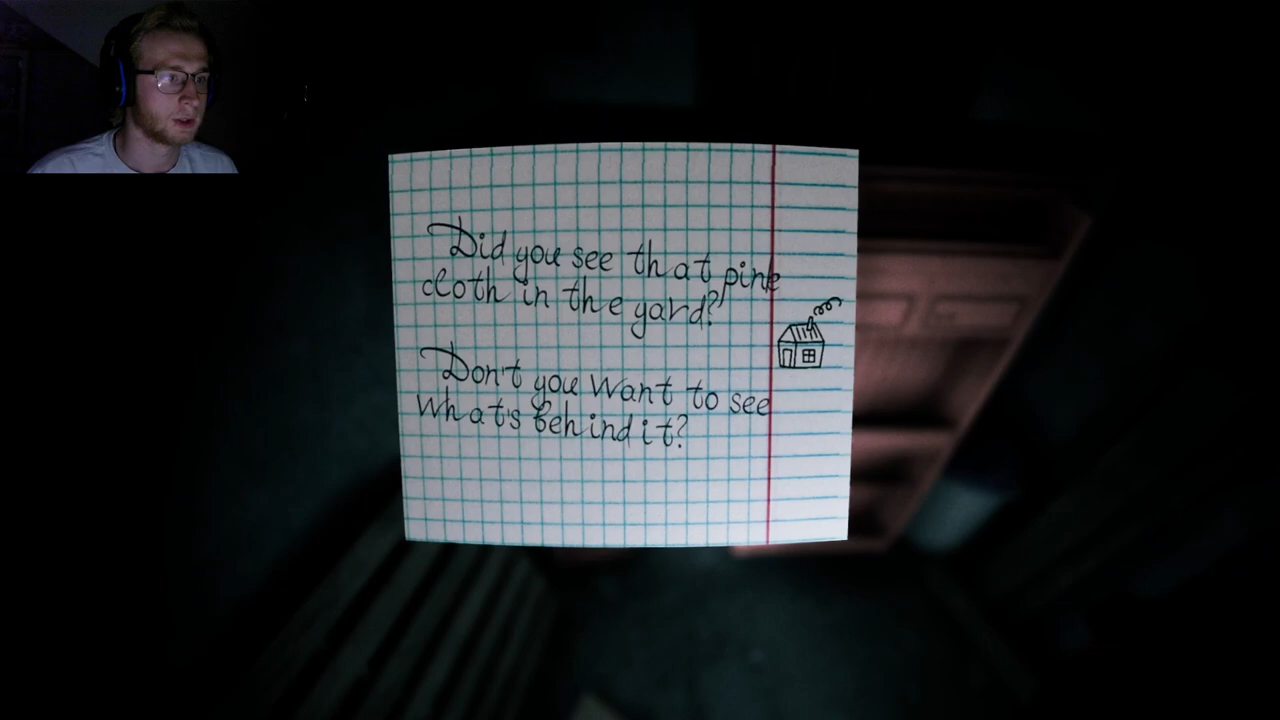 Did you see that pink
cloth in the yard?
Don't you want to see
what's behind it?